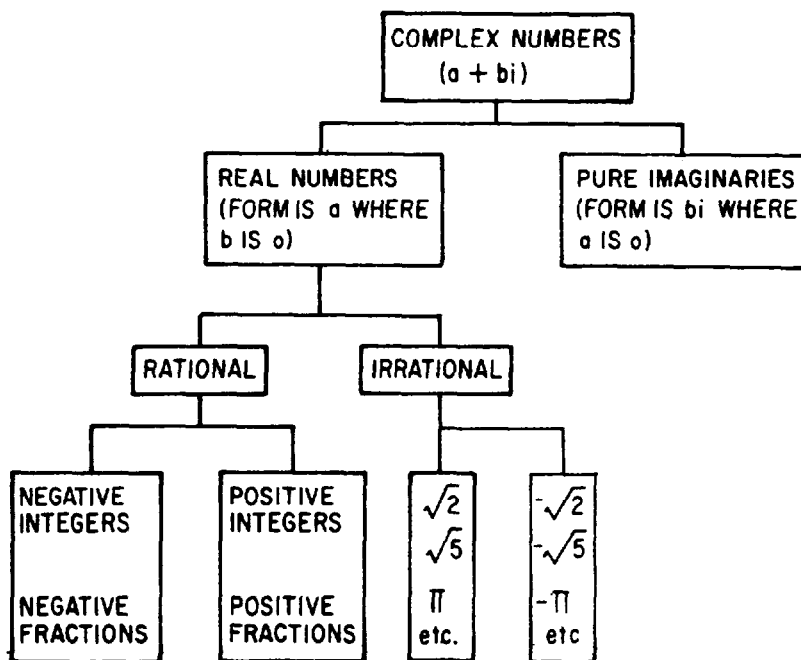 COMPLEX NUMBERS
(a + bi)
REAL NUMBERS
(FORM IS a WHERE
b IS o)
PURE IMAGINARIES
(FORM IS bi WHERE
a IS o)
RATIONAL
IRRATIONAL
NEGATIVE
INTEGERS
NEGATIVE
FRACTIONS
POSITIVE
INTEGERS
POSITIVE
FRACTIONS
√2
√5
π
etc.
-√2
-√5
-π
etc